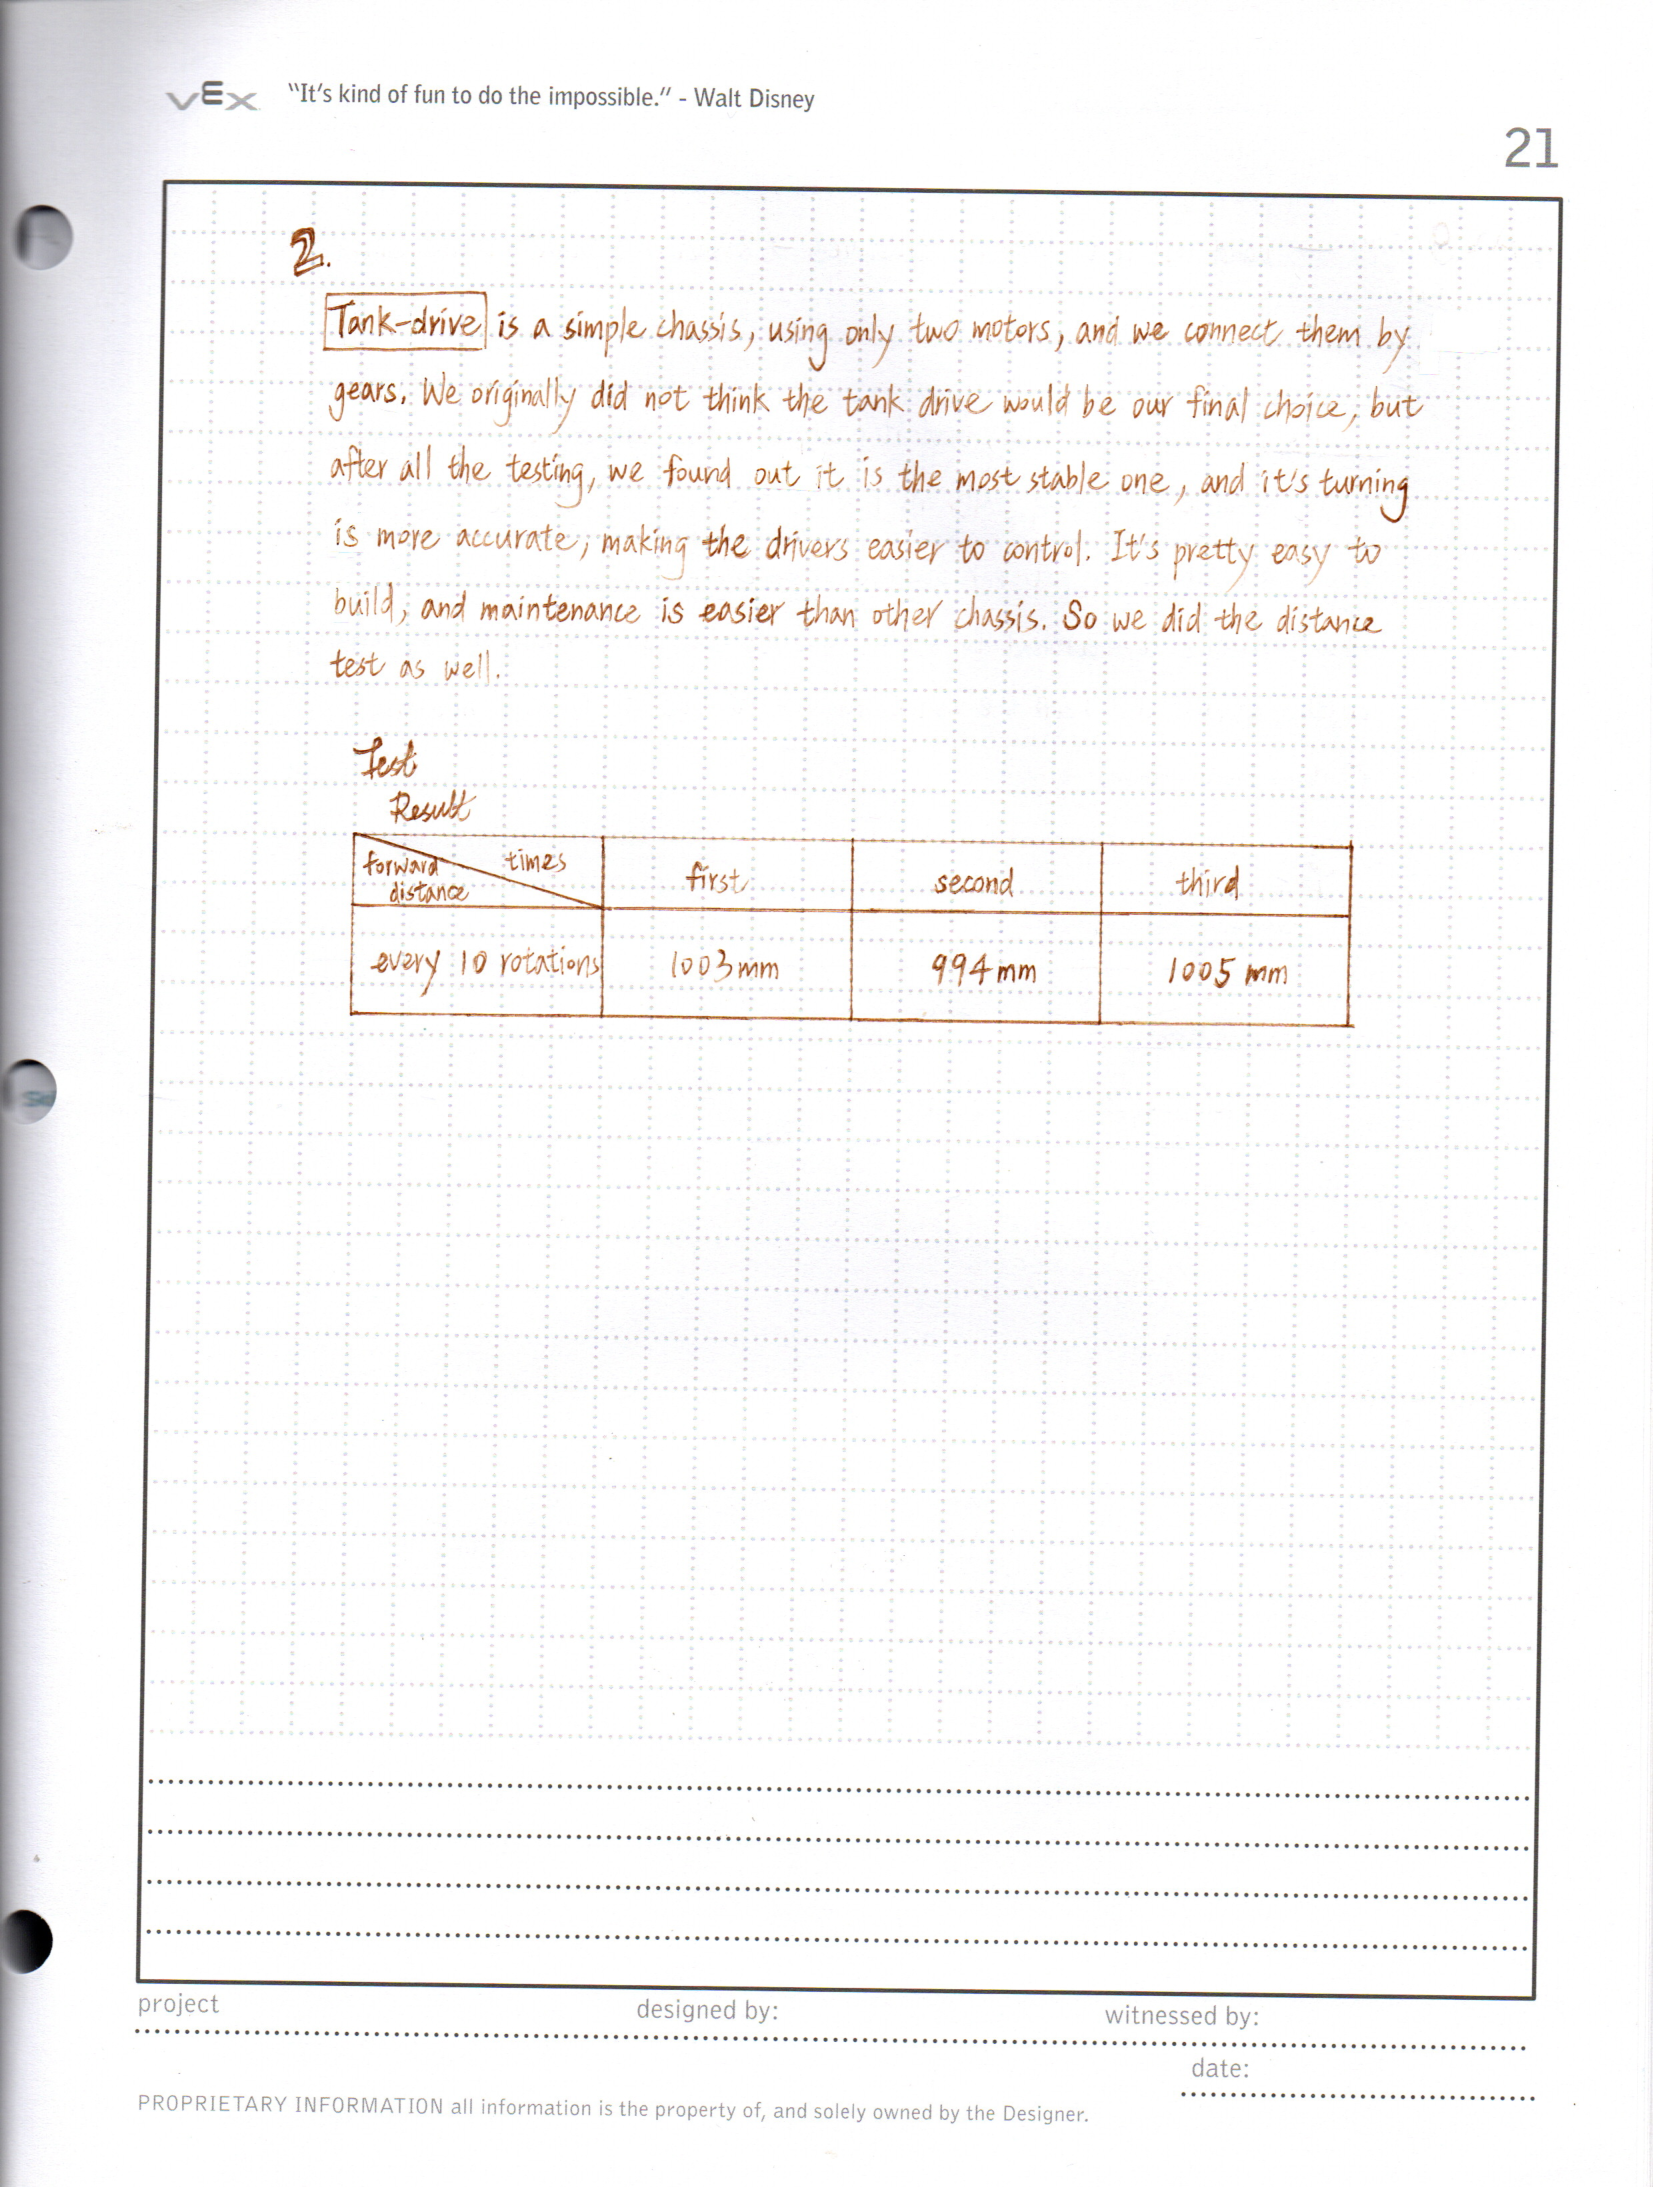 VEX "It's kind of fun to do the impossible." - Walt Disney
21
2.
Tank-drive is a simple chassis, using only two motors, and we connect them by
gears. We originally did not think the tank drive would be our final choice, but
after all the testing, we found out it is the most stable one, and it's turning
is more accurate, making the drivers easier to control. It's pretty easy to
build, and maintenance is easier than other chassis. So we did the distance
test as well.
Test
Result
forward distance times first second third
every 10 rotations 1003mm 994mm 1005 mm
project designed by: witnessed by:
date:
PROPRIETARY INFORMATION all information is the property of, and solely owned by the Designer.